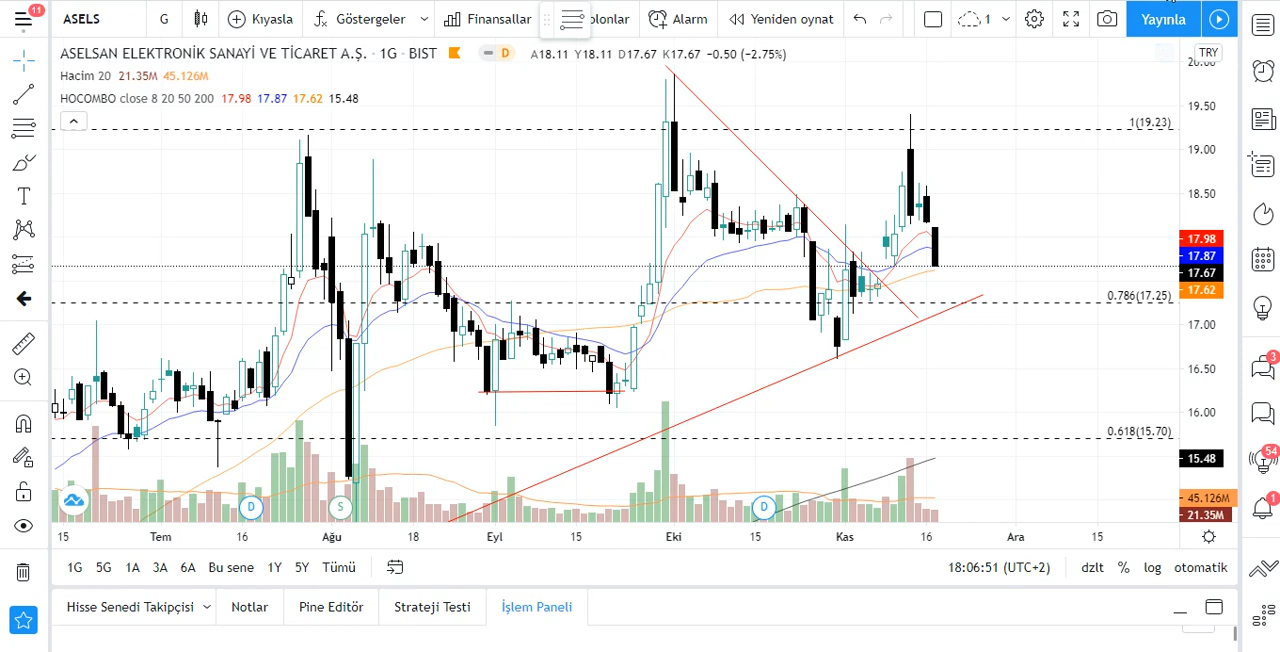 11
ASELS
G
Kıyasla
Göstergeler
Finansallar
olonlar
Alarm
Yeniden oynat
1
Yayınla
ASELSAN ELEKTRONİK SANAYİ VE TİCARET A.Ş. · 1G · BIST
D
A18.11 Y18.11 D17.67 K17.67 −0.50 (−2.75%)
TRY
Hacim 20 21.35M 45.126M
HOCOMBO close 8 20 50 200 17.98 17.87 17.62 15.48
20.00
19.50
1(19.23)
19.00
18.50
17.98
17.87
17.67
17.62
0.786(17.25)
17.00
16.50
16.00
0.618(15.70)
15.48
45.126M
21.35M
D
S
D
15
Tem
16
Ağu
18
Eyl
15
Eki
15
Kas
16
Ara
15
3
54
1
1G 5G 1A 3A 6A Bu sene 1Y 5Y Tümü
18:06:51 (UTC+2)
dzlt % log otomatik
Hisse Senedi Takipçisi
Notlar
Pine Editör
Strateji Testi
İşlem Paneli